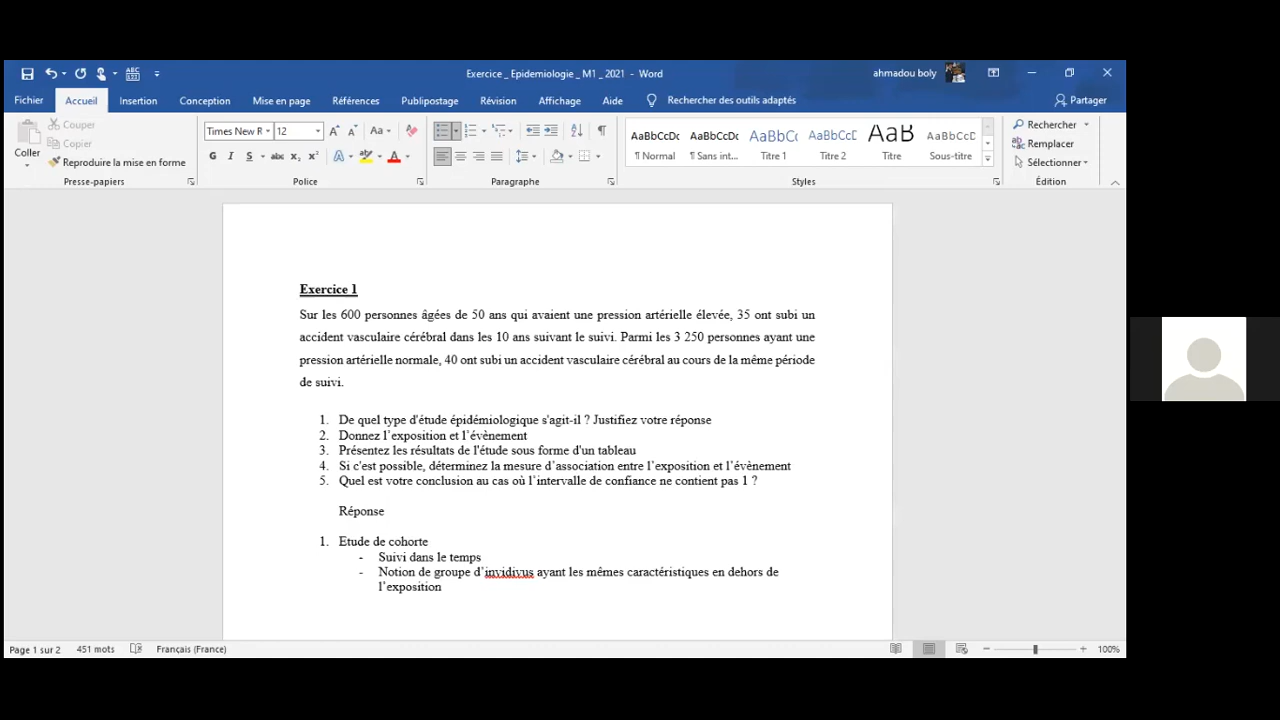 Exercice _ Epidemiologie _ M1 _ 2021 - Word
ahmadou boly
Fichier Accueil Insertion Conception Mise en page Références Publipostage Révision Affichage Aide Rechercher des outils adaptés Partager
Coller
Couper
Copier
Reproduire la mise en forme
Presse-papiers
Times New R 12
Police
Paragraphe
AaBbCcDc AaBbCcDc AaBbCc AaBbCcD AaB AaBbCcD
¶ Normal ¶ Sans int... Titre 1 Titre 2 Titre Sous-titre
Styles
Rechercher
Remplacer
Sélectionner
Édition
Exercice 1
Sur les 600 personnes âgées de 50 ans qui avaient une pression artérielle élevée, 35 ont subi un
accident vasculaire cérébral dans les 10 ans suivant le suivi. Parmi les 3 250 personnes ayant une
pression artérielle normale, 40 ont subi un accident vasculaire cérébral au cours de la même période
de suivi.
1. De quel type d'étude épidémiologique s'agit-il ? Justifiez votre réponse
2. Donnez l’exposition et l’évènement
3. Présentez les résultats de l'étude sous forme d'un tableau
4. Si c'est possible, déterminez la mesure d’association entre l’exposition et l’évènement
5. Quel est votre conclusion au cas où l’intervalle de confiance ne contient pas 1 ?
Réponse
1. Etude de cohorte
- Suivi dans le temps
- Notion de groupe d’invidivus ayant les mêmes caractéristiques en dehors de
l’exposition
Page 1 sur 2 451 mots Français (France) 100%